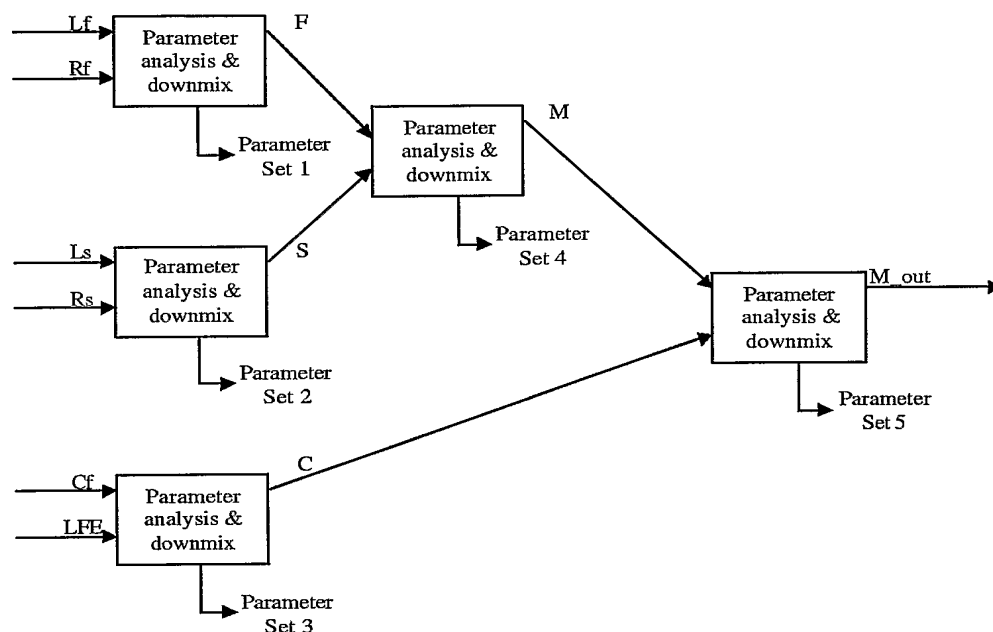 Lf
Rf
Parameter
analysis &
downmix
F
Parameter
Set 1
Parameter
analysis &
downmix
M
Parameter
Set 4
Ls
Rs
Parameter
analysis &
downmix
S
Parameter
Set 2
Parameter
analysis &
downmix
M_out
Parameter
Set 5
Cf
LFE
Parameter
analysis &
downmix
C
Parameter
Set 3